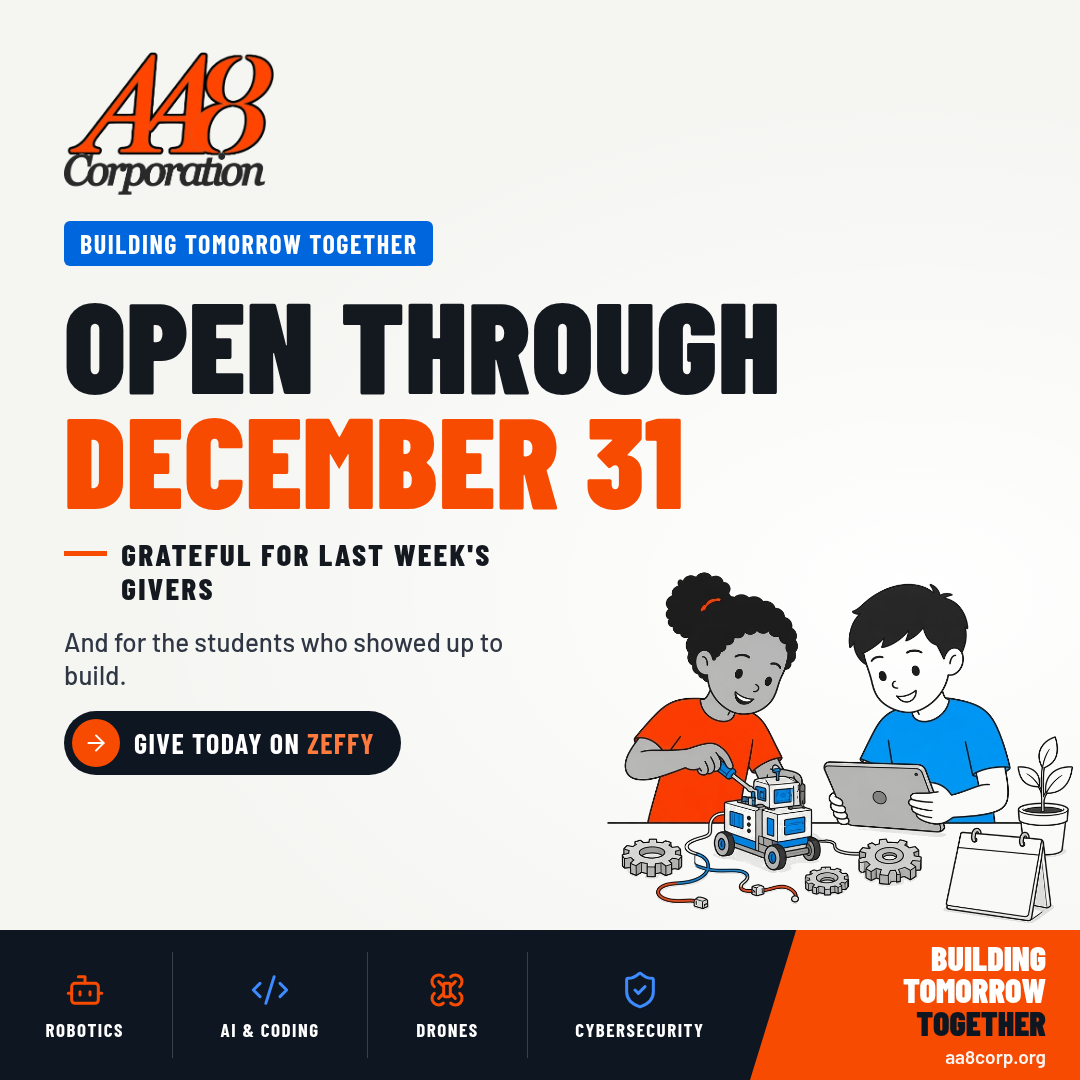 AA8
Corporation
BUILDING TOMORROW TOGETHER
OPEN THROUGH
DECEMBER 31
GRATEFUL FOR LAST WEEK'S
GIVERS
And for the students who showed up to
build.
GIVE TODAY ON ZEFFY
ROBOTICS
AI & CODING
DRONES
CYBERSECURITY
BUILDING
TOMORROW
TOGETHER
aa8corp.org